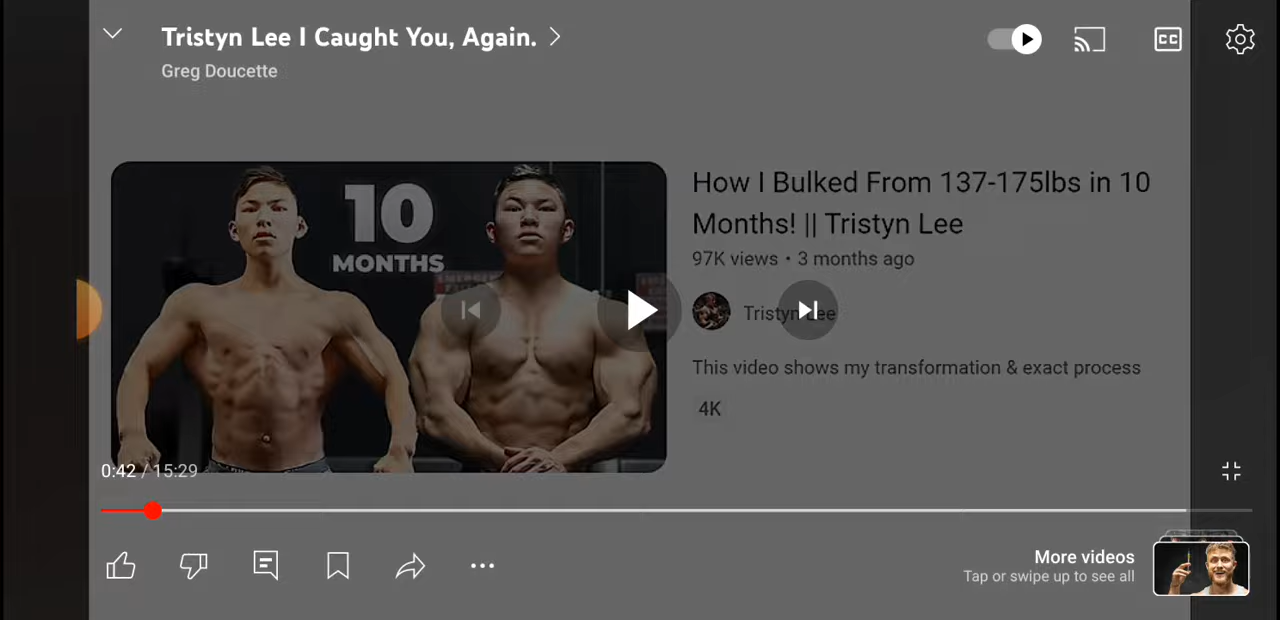 Tristyn Lee I Caught You, Again.
Greg Doucette
CC
10
MONTHS
How I Bulked From 137-175lbs in 10
Months! || Tristyn Lee
97K views • 3 months ago
Tristyn Lee
This video shows my transformation & exact process
4K
0:42 / 15:29
More videos
Tap or swipe up to see all